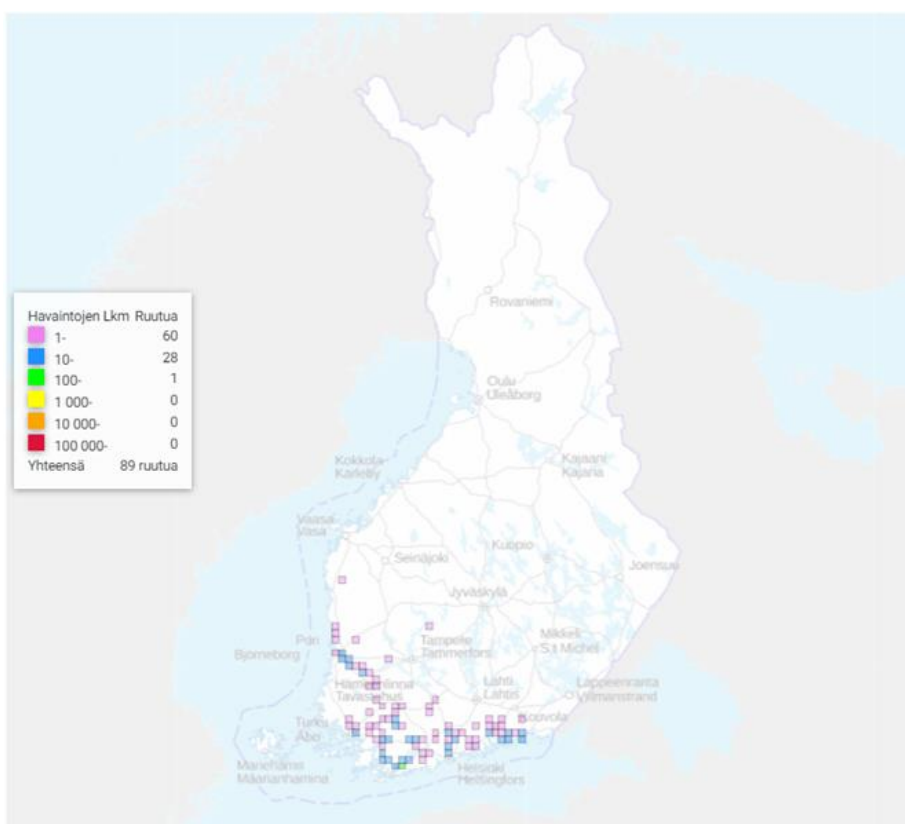 Rovaniemi
Havaintojen Lkm Ruutua
1- 60
10- 28
100- 1
1 000- 0
10 000- 0
100 000- 0
Yhteensä 89 ruutua
Oulu
Uleåborg
Kokkola
Karleby
Kajaani
Kajana
Vaasa
Vasa
Seinäjoki
Kuopio
Joensuu
Jyväskylä
Pori
Björneborg
Tampere
Tammerfors
Mikkeli
S:t Michel
Hämeenlinna
Tavastehus
Lahti
Lahtis
Lappeenranta
Villmanstrand
Kouvola
Turku
Åbo
Mariehamn
Maarianhamina
Helsinki
Helsingfors